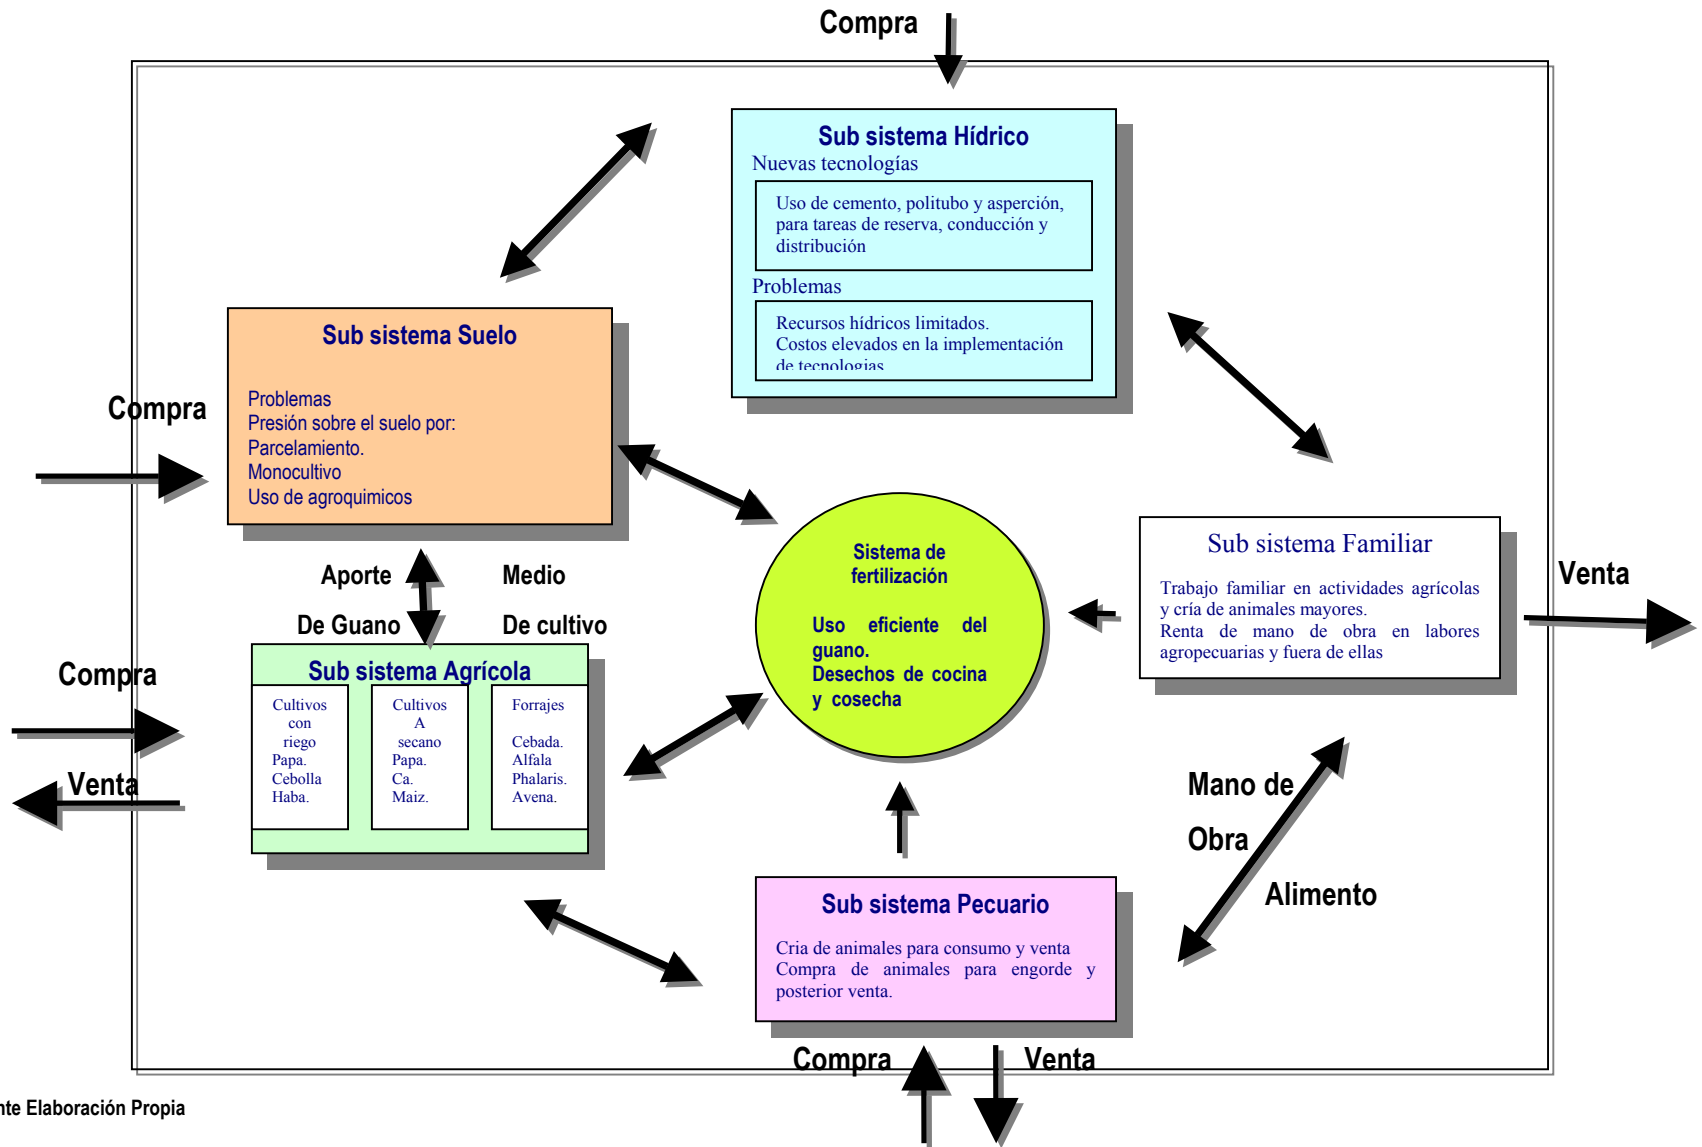 Compra
Sub sistema Hídrico
Nuevas tecnologías
Uso de cemento, politubo y asperción,
para tareas de reserva, conducción y
distribución
Problemas
Recursos hídricos limitados.
Costos elevados en la implementación
de tecnologias
Sub sistema Suelo
Problemas
Presión sobre el suelo por:
Parcelamiento.
Monocultivo
Uso de agroquimicos
Compra
Sistema de
fertilización
Uso eficiente del
guano.
Desechos de cocina
y cosecha
Sub sistema Familiar
Trabajo familiar en actividades agrícolas
y cría de animales mayores.
Renta de mano de obra en labores
agropecuarias y fuera de ellas
Venta
Aporte
De Guano
Medio
De cultivo
Sub sistema Agrícola
Cultivos
con
riego
Papa.
Cebolla
Haba.
Cultivos
A
secano
Papa.
Ca.
Maiz.
Forrajes
Cebada.
Alfala
Phalaris.
Avena.
Compra
Venta
Mano de
Obra
Alimento
Sub sistema Pecuario
Cria de animales para consumo y venta
Compra de animales para engorde y
posterior venta.
Compra
Venta
nte Elaboración Propia